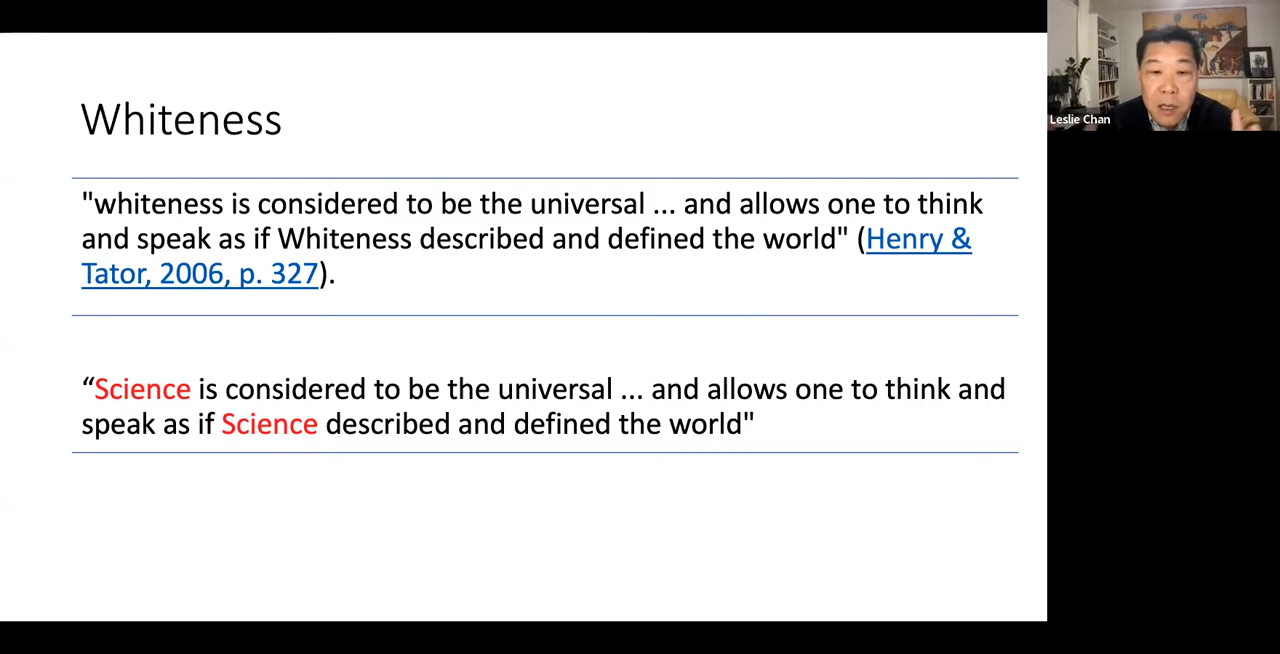 Whiteness
"whiteness is considered to be the universal ... and allows one to think
and speak as if Whiteness described and defined the world" (Henry &
Tator, 2006, p. 327).
“Science is considered to be the universal ... and allows one to think and
speak as if Science described and defined the world"
Leslie Chan